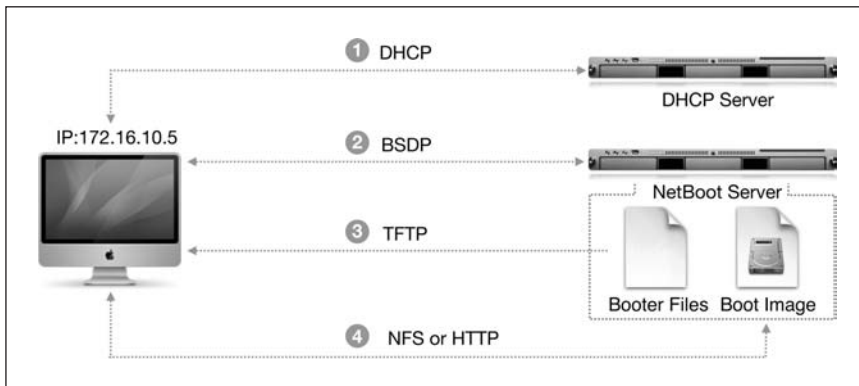 1 DHCP
DHCP Server
IP:172.16.10.5
2 BSDP
NetBoot Server
3 TFTP
Booter Files
Boot Image
4 NFS or HTTP